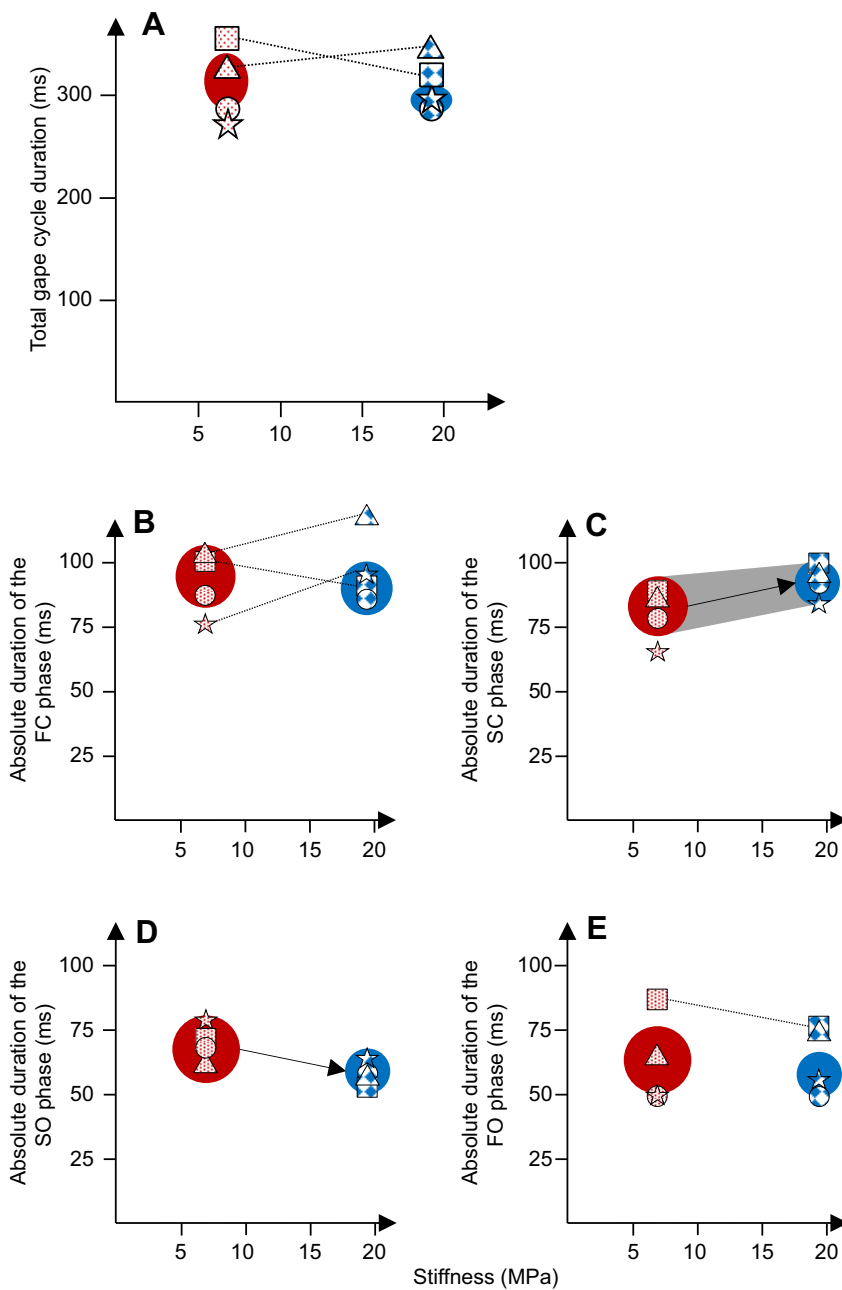 A
Total gape cycle duration (ms)
300
200
100
5 10 15 20
B
Absolute duration of the
FC phase (ms)
100
75
50
25
5 10 15 20
C
Absolute duration of the
SC phase (ms)
100
75
50
25
5 10 15 20
D
Absolute duration of the
SO phase (ms)
100
75
50
25
5 10 15 20
E
Absolute duration of the
FO phase (ms)
100
75
50
25
5 10 15 20
Stiffness (MPa)